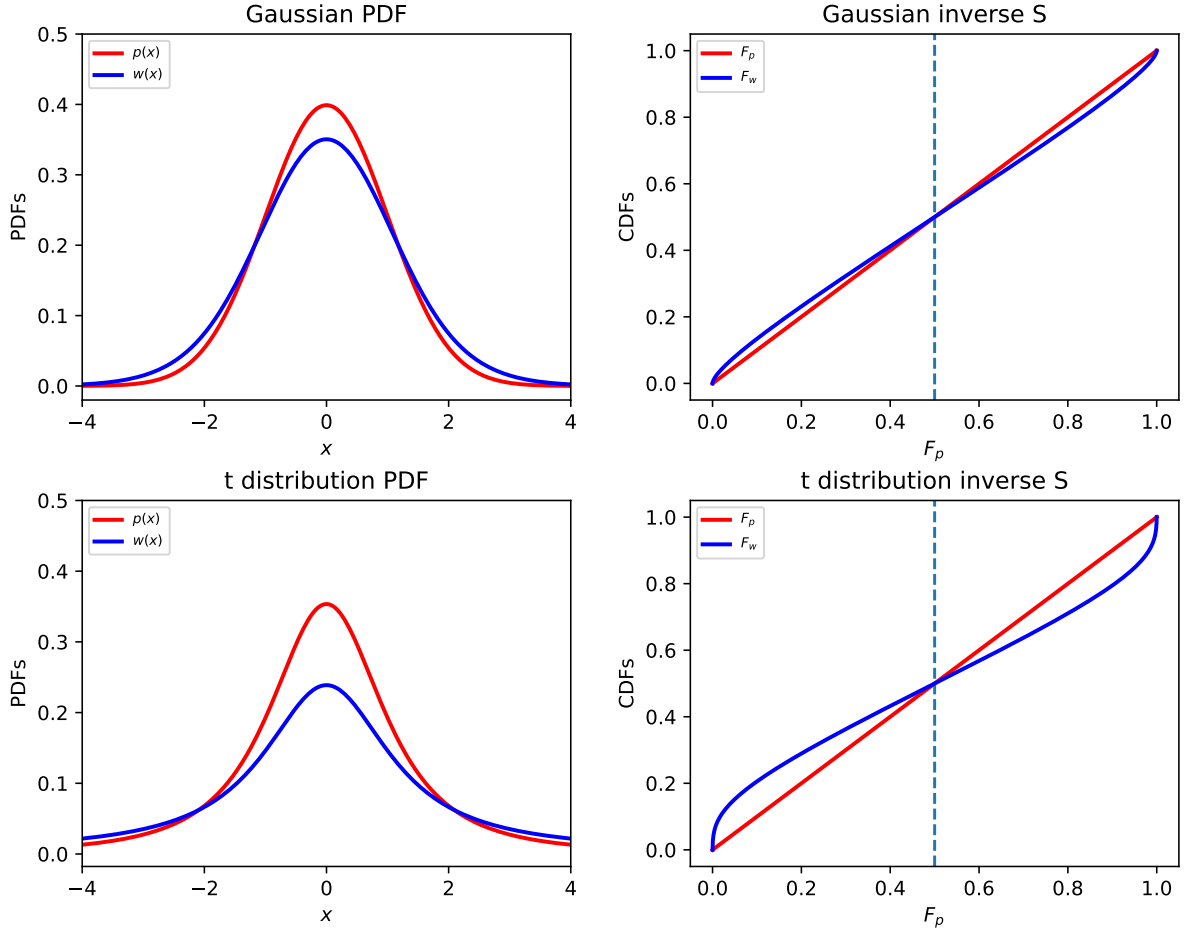 Gaussian PDF
0.5
0.4
0.3
0.2
0.1
0.0
PDFs
p(x)
w(x)
−4
−2
0
2
4
x
Gaussian inverse S
1.0
0.8
0.6
0.4
0.2
0.0
CDFs
F_p
F_w
0.0
0.2
0.4
0.6
0.8
1.0
F_p
t distribution PDF
0.5
0.4
0.3
0.2
0.1
0.0
PDFs
p(x)
w(x)
−4
−2
0
2
4
x
t distribution inverse S
1.0
0.8
0.6
0.4
0.2
0.0
CDFs
F_p
F_w
0.0
0.2
0.4
0.6
0.8
1.0
F_p